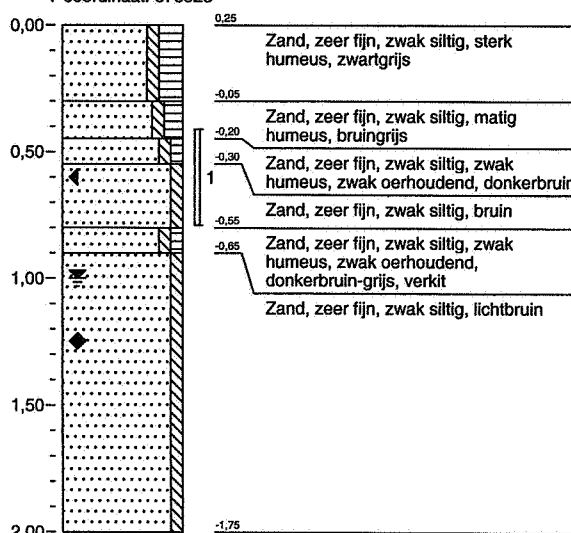 0,00
0,25
Zand, zeer fijn, zwak siltig, sterk
humeus, zwartgrijs
-0,05
Zand, zeer fijn, zwak siltig, matig
humeus, bruingrijs
-0,20
0,50
-0,30
1
Zand, zeer fijn, zwak siltig, zwak
humeus, zwak oerhoudend, donkerbruin
Zand, zeer fijn, zwak siltig, bruin
-0,55
Zand, zeer fijn, zwak siltig, zwak
humeus, zwak oerhoudend,
donkerbruin-grijs, verkit
-0,65
1,00
Zand, zeer fijn, zwak siltig, lichtbruin
1,50
2,00
-1,75